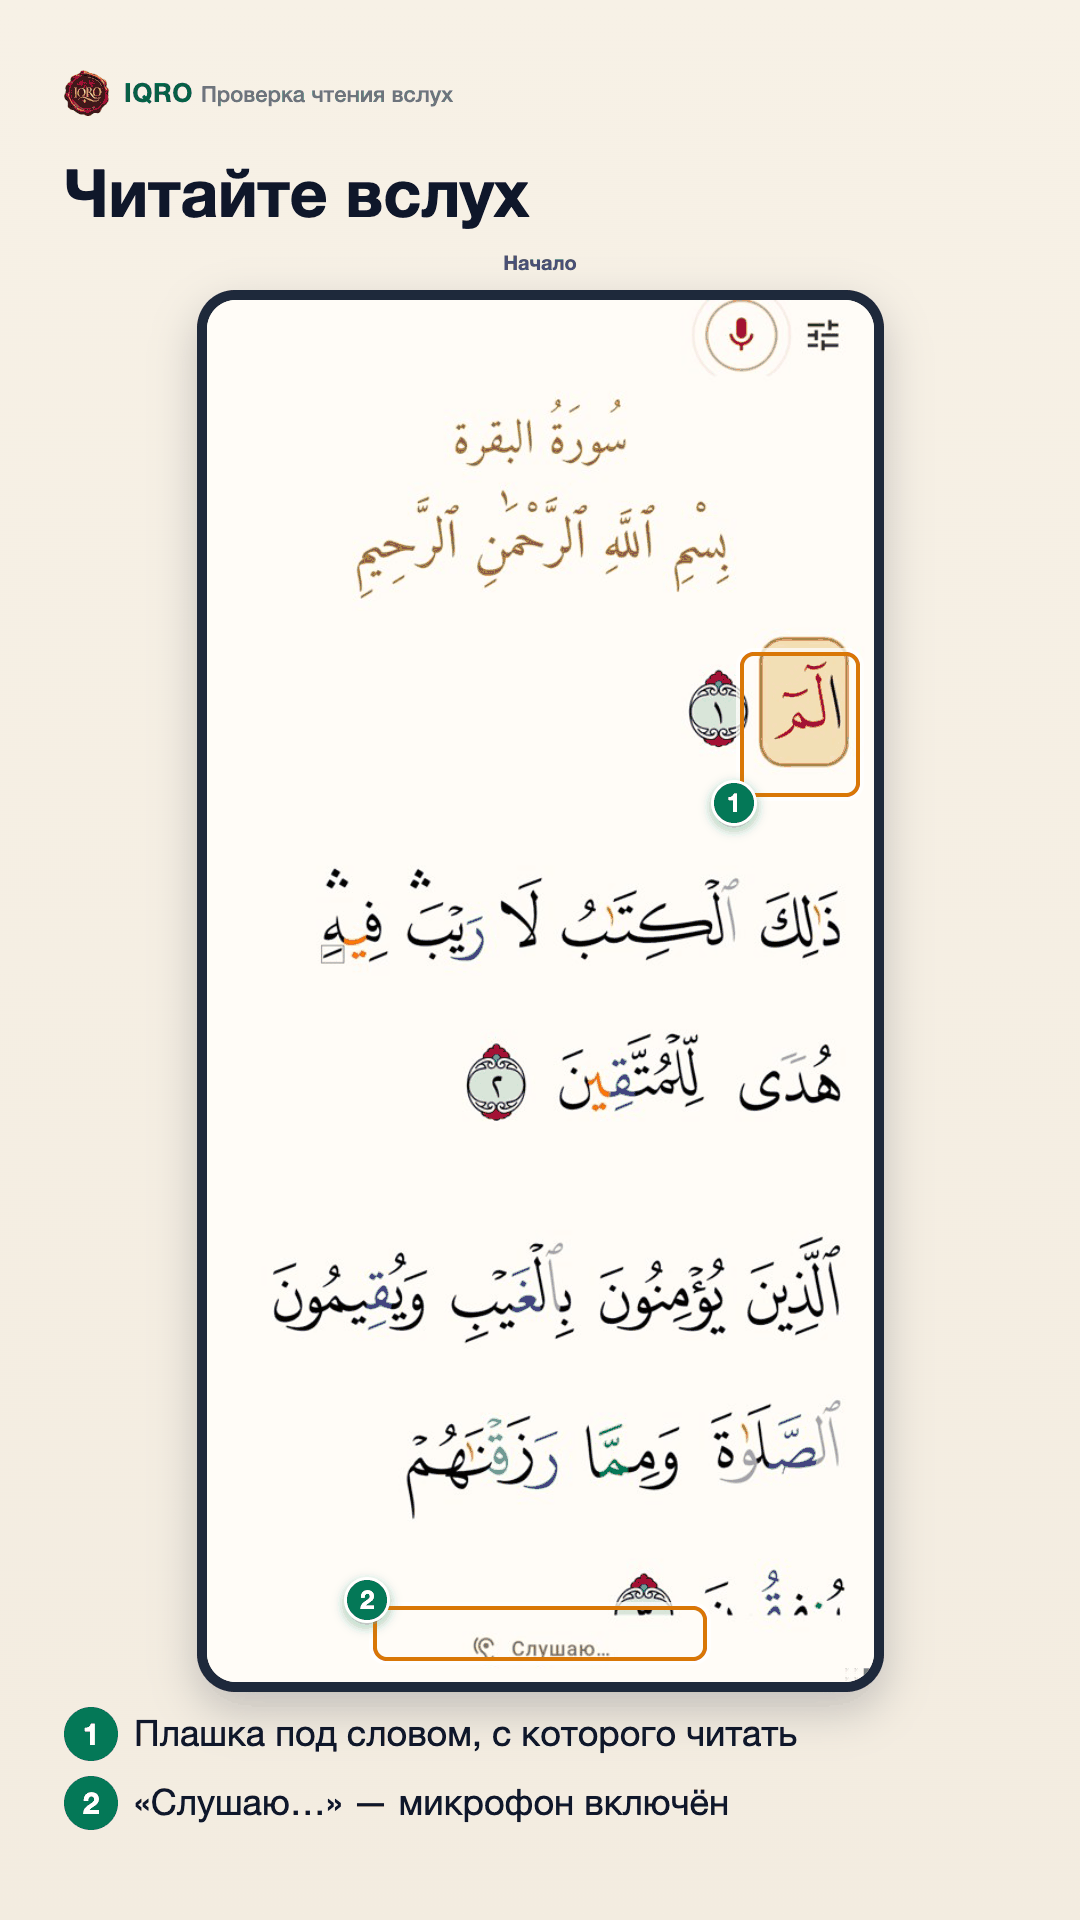 IQRO Проверка чтения вслух
Читайте вслух
Начало
سُورَةُ البقرة
بِسْمِ ٱللَّهِ ٱلرَّحْمَٰنِ ٱلرَّحِيمِ
الٓمٓ ١
1
ذَٰلِكَ ٱلْكِتَٰبُ لَا رَيْبَ ۛ فِيهِ ۛ
هُدًى لِّلْمُتَّقِينَ ٢
ٱلَّذِينَ يُؤْمِنُونَ بِٱلْغَيْبِ وَيُقِيمُونَ
ٱلصَّلَوٰةَ وَمِمَّا رَزَقْنَٰهُمْ
2
Слушаю...
1 Плашка под словом, с которого читать
2 «Слушаю...» — микрофон включён